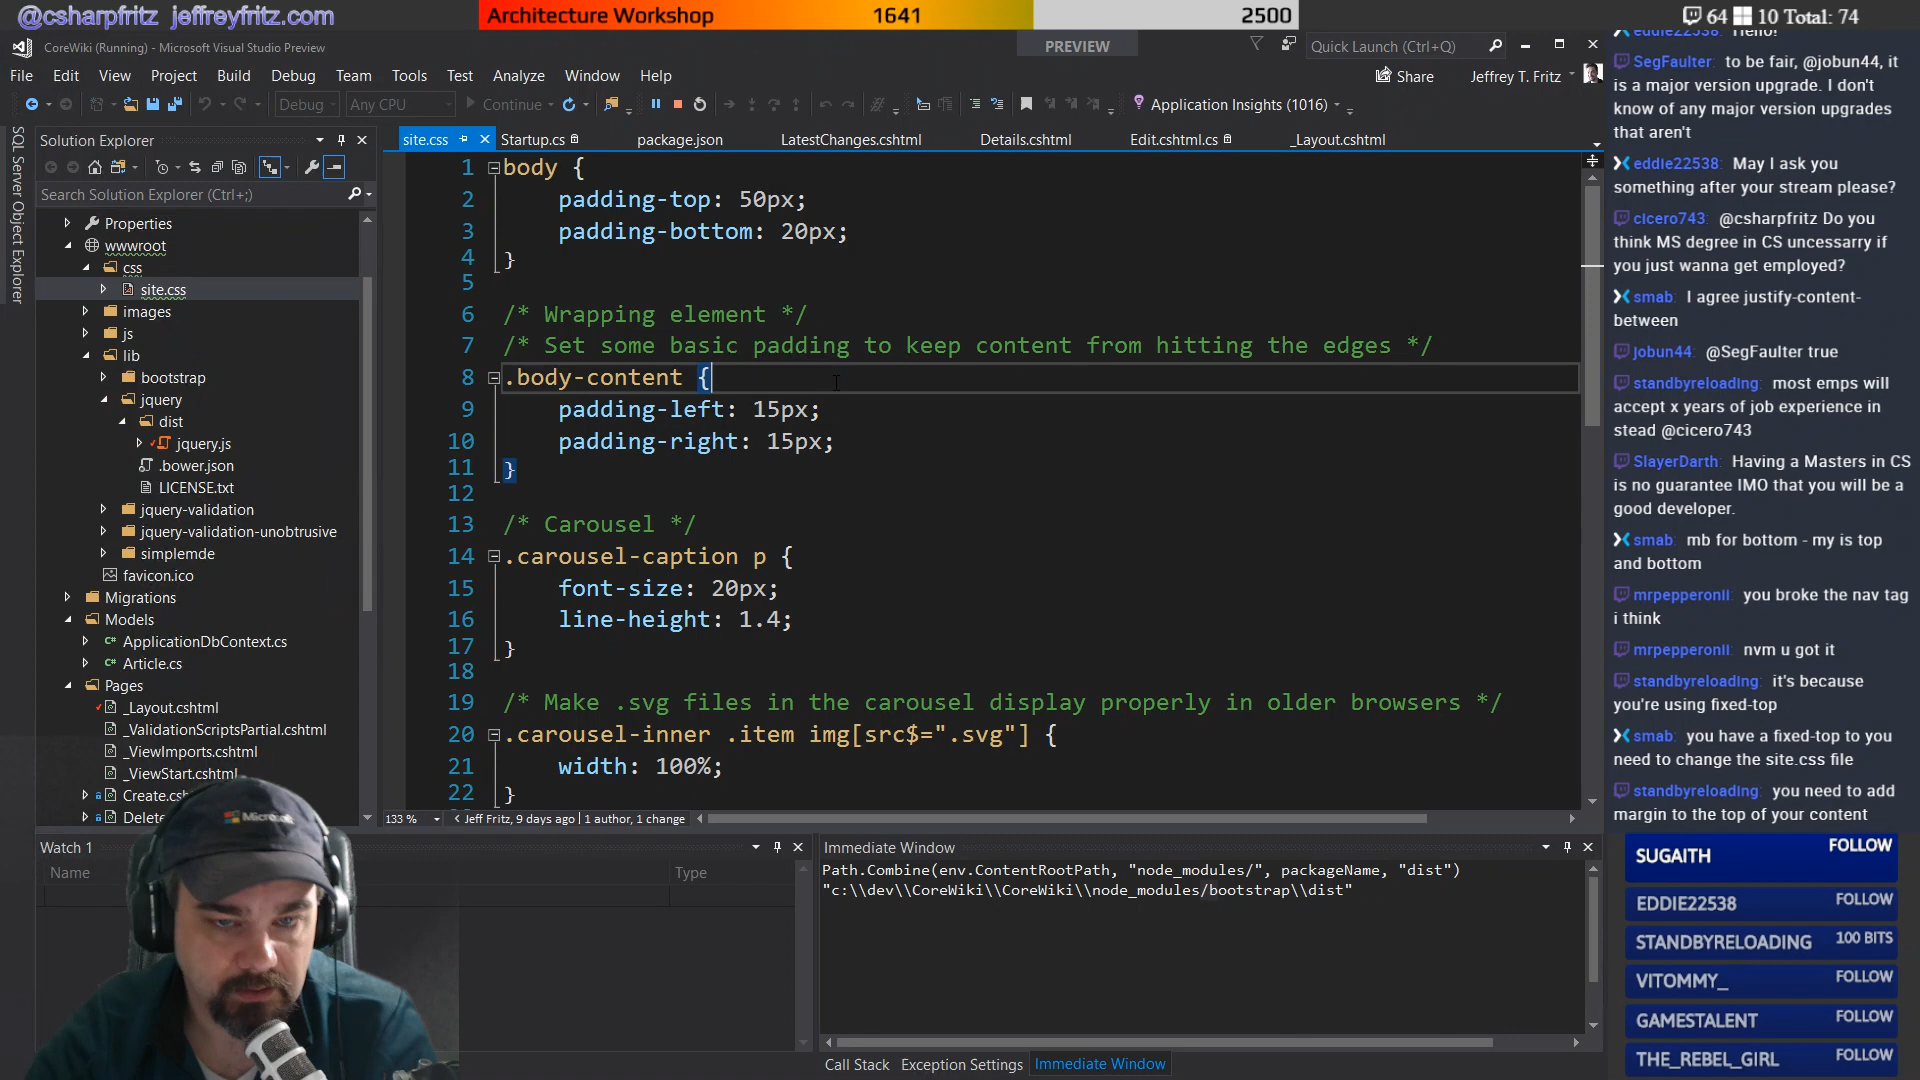 @csharpfritz jeffreyfritz.com
Architecture Workshop 1641 2500
64 10 Total: 74
CoreWiki (Running) - Microsoft Visual Studio Preview
PREVIEW
Quick Launch (Ctrl+Q)
File Edit View Project Build Debug Team Tools Test Analyze Window Help
Share Jeffrey T. Fritz
Debug Any CPU Continue Application Insights (1016)
SQL Server Object Explorer
Solution Explorer
Search Solution Explorer (Ctrl+;)
Properties
wwwroot
css
site.css
images
js
lib
bootstrap
jquery
dist
jquery.js
.bower.json
LICENSE.txt
jquery-validation
jquery-validation-unobtrusive
simplemde
favicon.ico
Migrations
Models
ApplicationDbContext.cs
Article.cs
Pages
_Layout.cshtml
_ValidationScriptsPartial.cshtml
_ViewImports.cshtml
_ViewStart.cshtml
site.css Startup.cs package.json LatestChanges.cshtml Details.cshtml Edit.cshtml.cs _Layout.cshtml
1 body {
2 padding-top: 50px;
3 padding-bottom: 20px;
4 }
5
6 /* Wrapping element */
7 /* Set some basic padding to keep content from hitting the edges */
8 .body-content {
9 padding-left: 15px;
10 padding-right: 15px;
11 }
12
13 /* Carousel */
14 .carousel-caption p {
15 font-size: 20px;
16 line-height: 1.4;
17 }
18
19 /* Make .svg files in the carousel display properly in older browsers */
20 .carousel-inner .item img[src$=".svg"] {
21 width: 100%;
22 }
133 % Jeff Fritz, 9 days ago | 1 author, 1 change
Watch 1
Name Type
Immediate Window
Path.Combine(env.ContentRootPath, "node_modules/", packageName, "dist")
"c:\\dev\\CoreWiki\\CoreWiki\\node_modules/bootstrap\\dist"
Call Stack Exception Settings Immediate Window
eddie22538: Hello!
SegFaulter: to be fair, @jobun44, it
is a major version upgrade. I don't
know of any major version upgrades
that aren't
eddie22538: May I ask you
something after your stream please?
cicero743: @csharpfritz Do you
think MS degree in CS uncessarry if
you just wanna get employed?
smab: I agree justify-content-
between
jobun44: @SegFaulter true
standbyreloading: most emps will
accept x years of job experience in
stead @cicero743
SlayerDarth: Having a Masters in CS
is no guarantee IMO that you will be a
good developer.
smab: mb for bottom - my is top
and bottom
mrpepperonII: you broke the nav tag
i think
mrpepperonII: nvm u got it
standbyreloading: it's because
you're using fixed-top
smab: you have a fixed-top to you
need to change the site.css file
standbyreloading: you need to add
margin to the top of your content
SUGAITH FOLLOW
EDDIE22538 FOLLOW
STANDBYRELOADING 100 BITS
VITOMMY_ FOLLOW
GAMESTALENT FOLLOW
THE_REBEL_GIRL FOLLOW